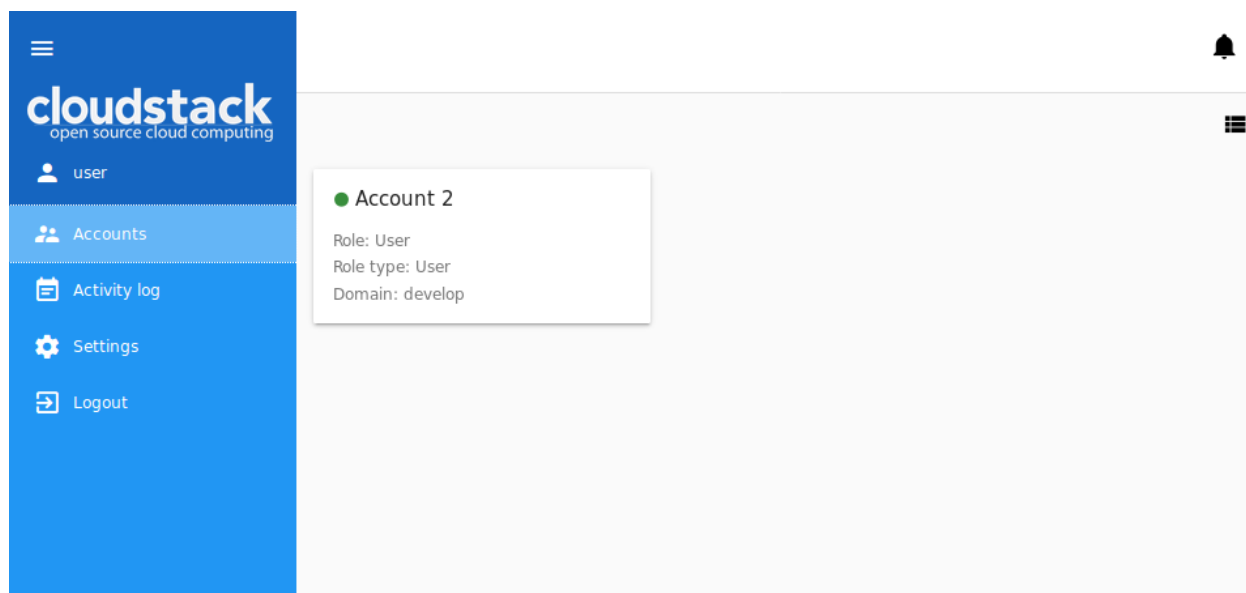 cloudstack
open source cloud computing
user
Accounts
Activity log
Settings
Logout
Account 2
Role: User
Role type: User
Domain: develop